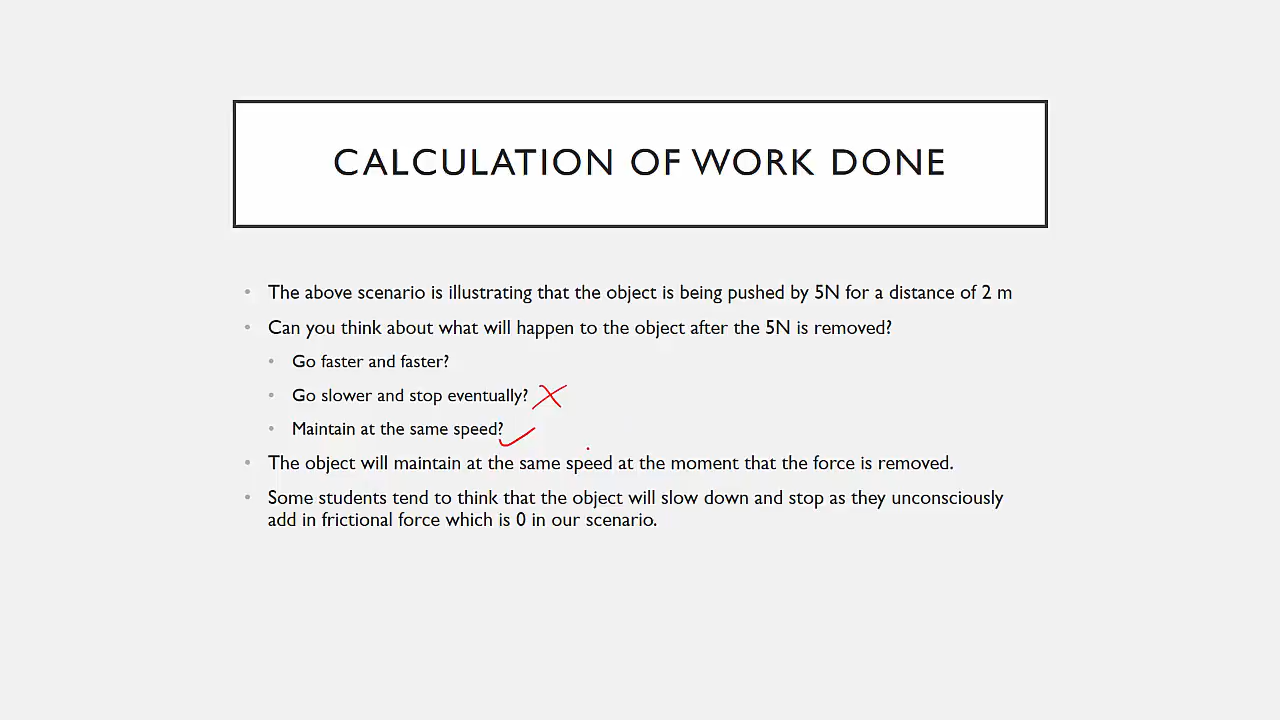 CALCULATION OF WORK DONE
• The above scenario is illustrating that the object is being pushed by 5N for a distance of 2 m
• Can you think about what will happen to the object after the 5N is removed?
• Go faster and faster?
• Go slower and stop eventually?
• Maintain at the same speed?
• The object will maintain at the same speed at the moment that the force is removed.
• Some students tend to think that the object will slow down and stop as they unconsciously
add in frictional force which is 0 in our scenario.